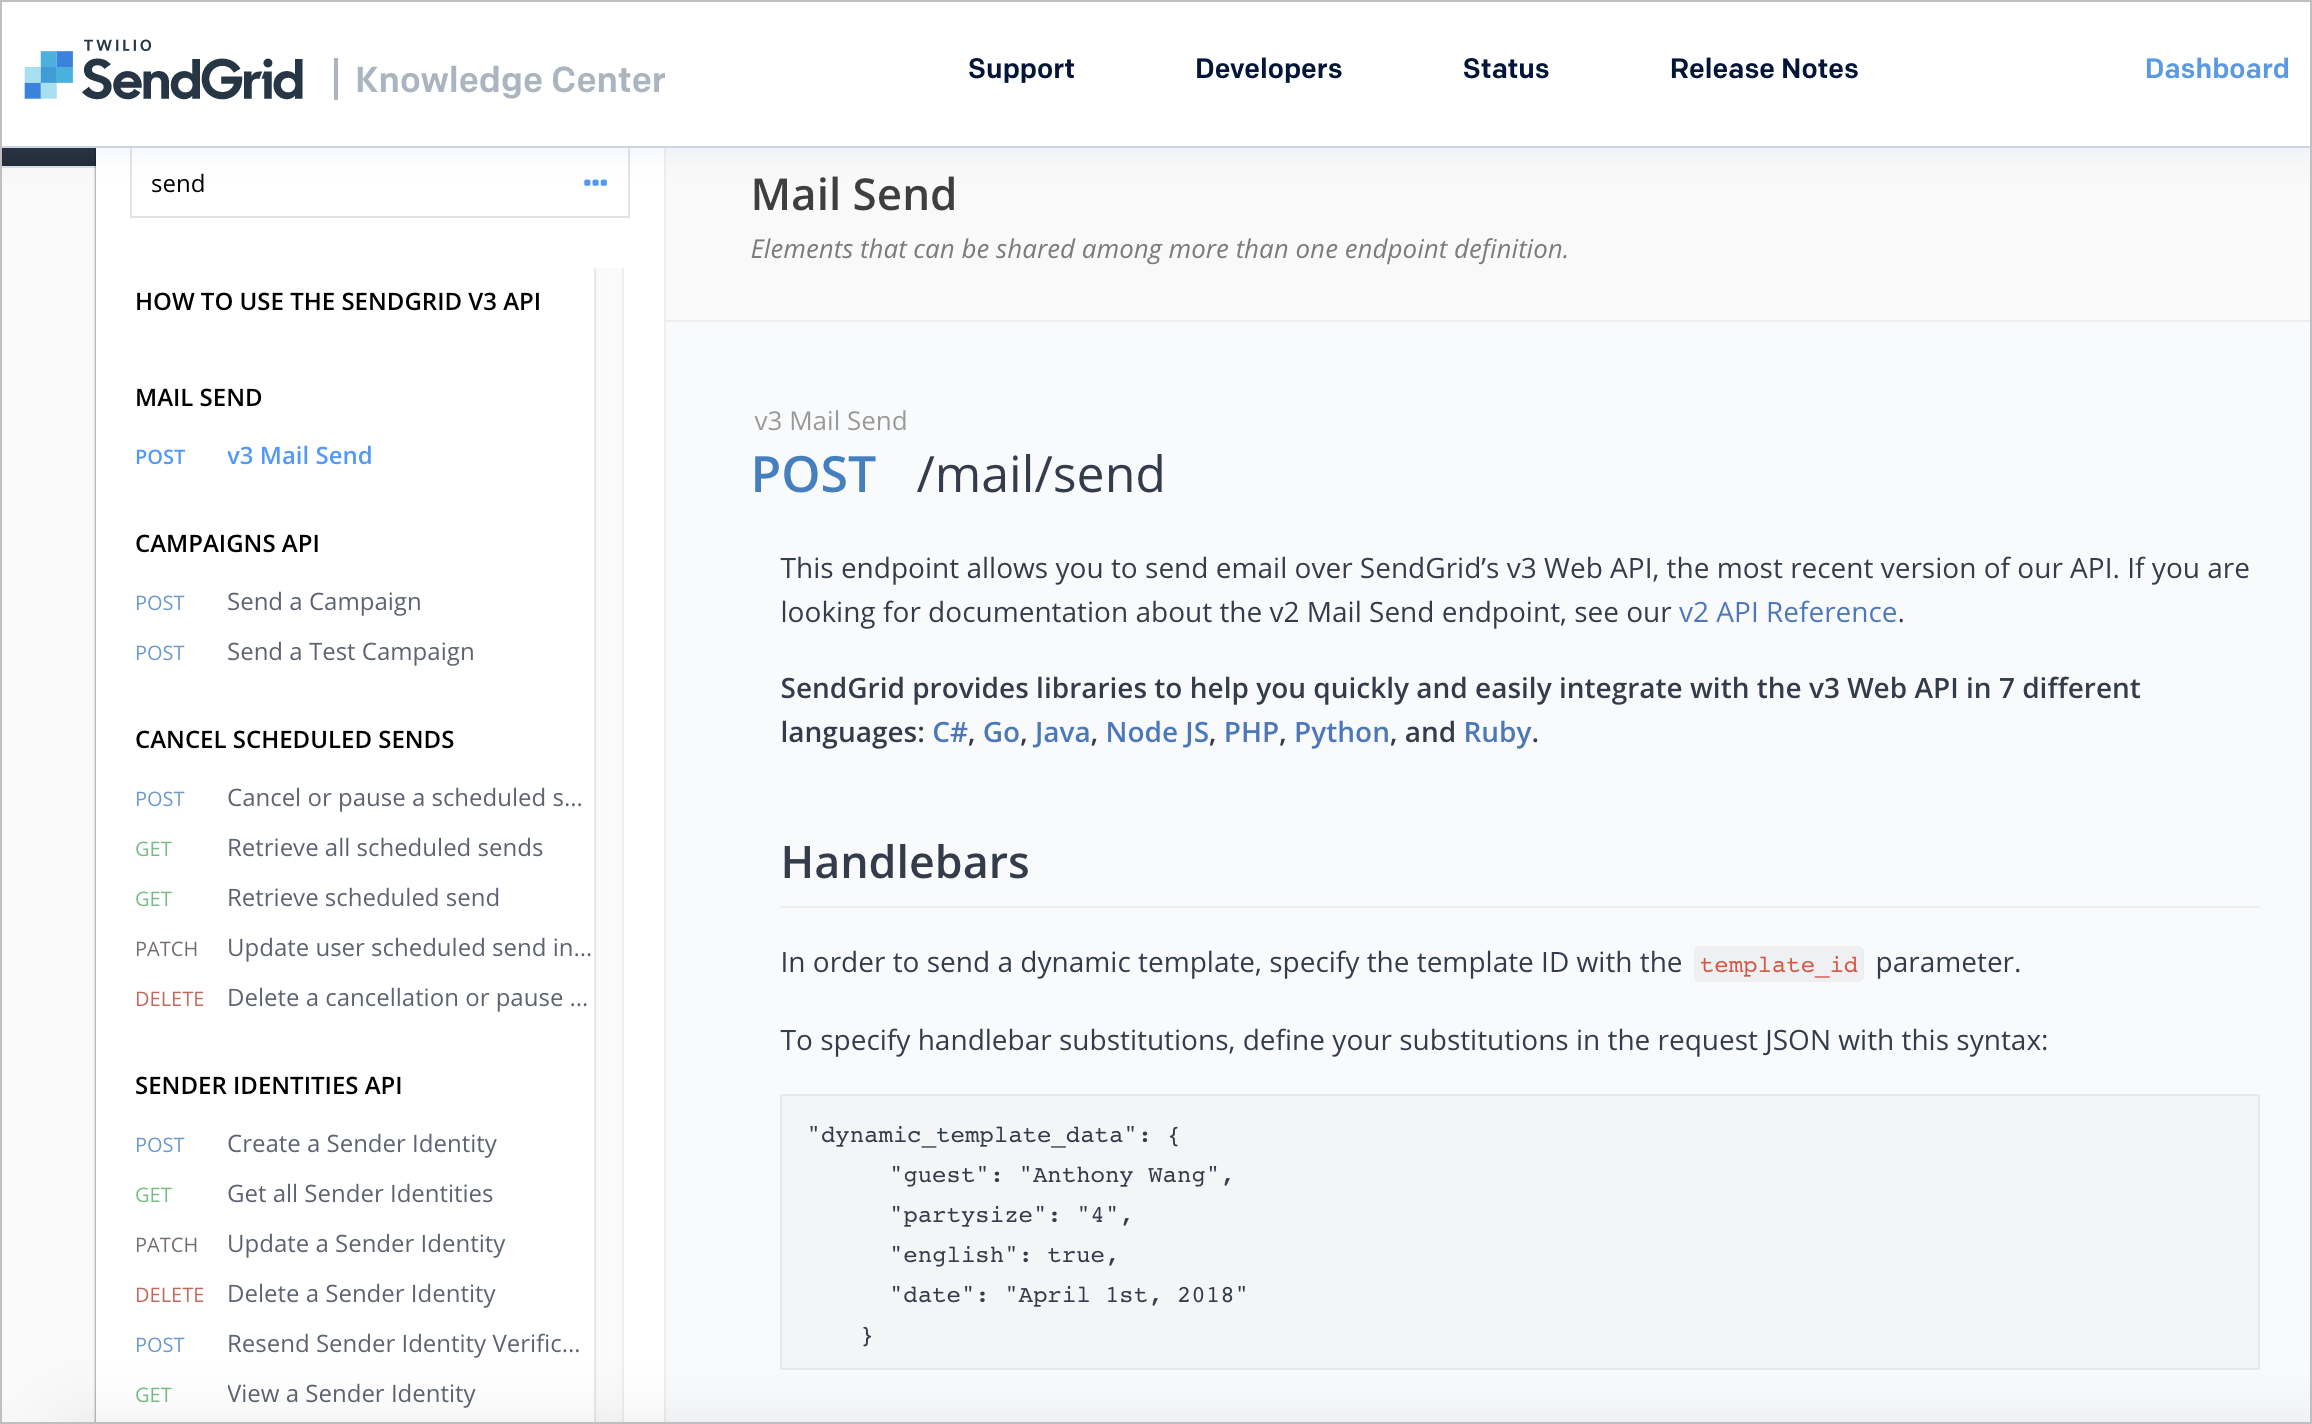 TWILIO
SendGrid | Knowledge Center
Support
Developers
Status
Release Notes
Dashboard
send
HOW TO USE THE SENDGRID V3 API
MAIL SEND
POST v3 Mail Send
CAMPAIGNS API
POST Send a Campaign
POST Send a Test Campaign
CANCEL SCHEDULED SENDS
POST Cancel or pause a scheduled s...
GET Retrieve all scheduled sends
GET Retrieve scheduled send
PATCH Update user scheduled send in...
DELETE Delete a cancellation or pause ...
SENDER IDENTITIES API
POST Create a Sender Identity
GET Get all Sender Identities
PATCH Update a Sender Identity
DELETE Delete a Sender Identity
POST Resend Sender Identity Verific...
GET View a Sender Identity
Mail Send
Elements that can be shared among more than one endpoint definition.
v3 Mail Send
POST /mail/send
This endpoint allows you to send email over SendGrid’s v3 Web API, the most recent version of our API. If you are
looking for documentation about the v2 Mail Send endpoint, see our v2 API Reference.
SendGrid provides libraries to help you quickly and easily integrate with the v3 Web API in 7 different
languages: C#, Go, Java, Node JS, PHP, Python, and Ruby.
Handlebars
In order to send a dynamic template, specify the template ID with the template_id parameter.
To specify handlebar substitutions, define your substitutions in the request JSON with this syntax:
"dynamic_template_data": {
"guest": "Anthony Wang",
"partysize": "4",
"english": true,
"date": "April 1st, 2018"
}